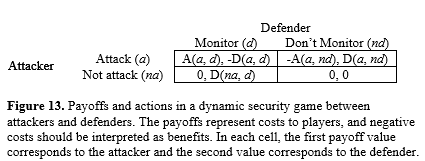 Defender
Monitor (d) Don't Monitor (nd)
Attacker Attack (a) A(a, d), -D(a, d) -A(a, nd), D(a, nd)
Not attack (na) 0, D(na, d) 0, 0
Figure 13. Payoffs and actions in a dynamic security game between
attackers and defenders. The payoffs represent costs to players, and negative
costs should be interpreted as benefits. In each cell, the first payoff value
corresponds to the attacker and the second value corresponds to the defender.